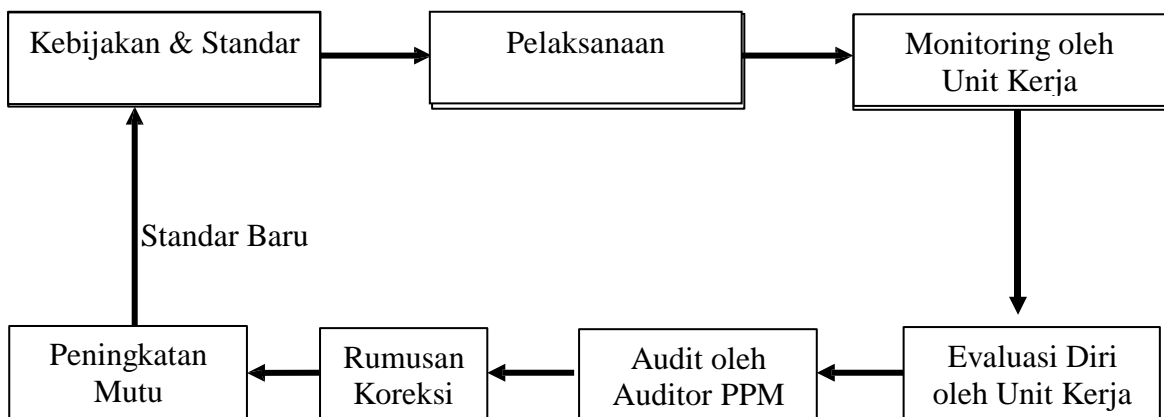 Kebijakan & Standar
Pelaksanaan
Monitoring oleh
Unit Kerja
Standar Baru
Peningkatan
Mutu
Rumusan
Koreksi
Audit oleh
Auditor PPM
Evaluasi Diri
oleh Unit Kerja